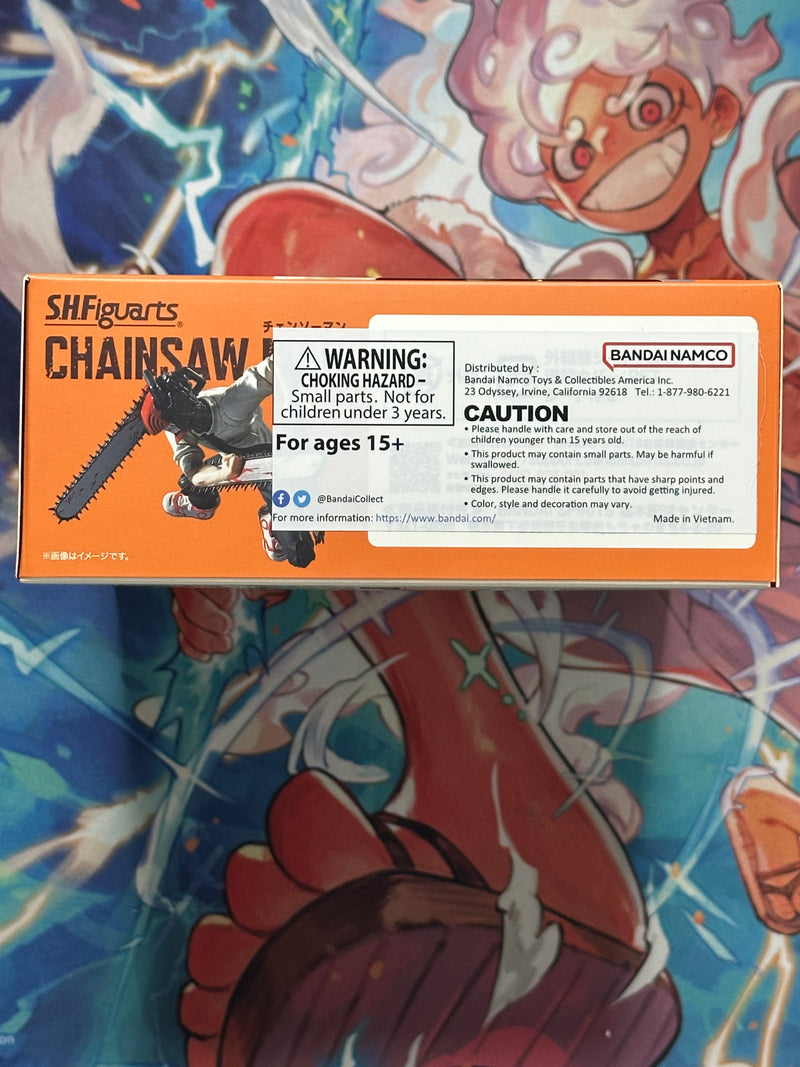 S.H.Figuarts®
チェンソーマン
CHAINSAW
⚠ WARNING:
CHOKING HAZARD –
Small parts. Not for
children under 3 years.
For ages 15+
@BandaiCollect
For more information: https://www.bandai.com/
BANDAI NAMCO
Distributed by :
Bandai Namco Toys & Collectibles America Inc.
23 Odyssey, Irvine, California 92618 Tel.: 1-877-980-6221
CAUTION
• Please handle with care and store out of the reach of
children younger than 15 years old.
• This product may contain small parts. May be harmful if
swallowed.
• This product may contain parts that have sharp points and
edges. Please handle it carefully to avoid getting injured.
• Color, style and decoration may vary.
Made in Vietnam.
※画像はイメージです。